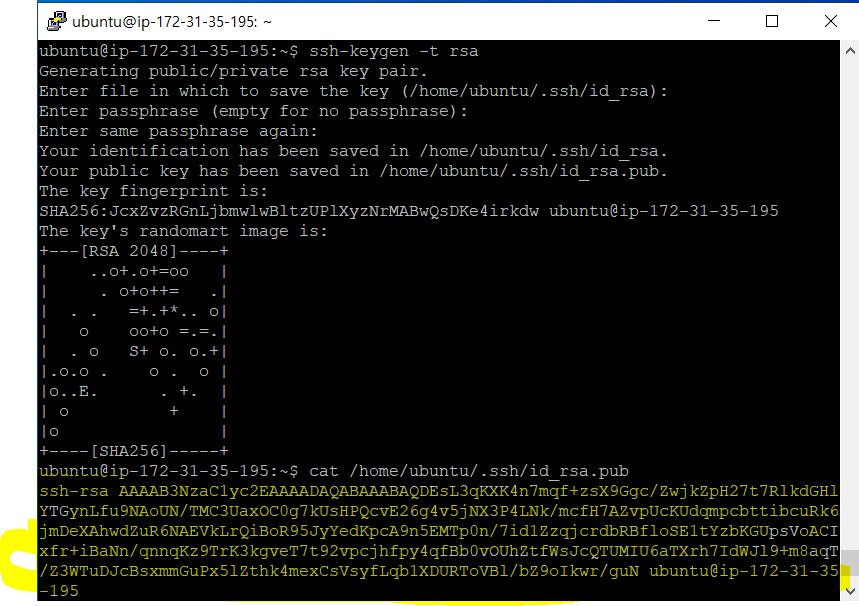 ubuntu@ip-172-31-35-195: ~
ubuntu@ip-172-31-35-195:~$ ssh-keygen -t rsa
Generating public/private rsa key pair.
Enter file in which to save the key (/home/ubuntu/.ssh/id_rsa):
Enter passphrase (empty for no passphrase):
Enter same passphrase again:
Your identification has been saved in /home/ubuntu/.ssh/id_rsa.
Your public key has been saved in /home/ubuntu/.ssh/id_rsa.pub.
The key fingerprint is:
SHA256:JcxZvzRGnLjbmwlwBltzUPlXyzNrMABwQsDKe4irkdw ubuntu@ip-172-31-35-195
The key's randomart image is:
+---[RSA 2048]----+
|    ..o+.o+=oo   |
|     . o+o++=   .|
|  . .   =+.+*.. o|
|   o    oo+o =.=.|
|  . o   S+ o. o.+|
|.o.o .    o .  o |
|o..E.      . +.  |
| o          +    |
|o                |
+----[SHA256]-----+
ubuntu@ip-172-31-35-195:~$ cat /home/ubuntu/.ssh/id_rsa.pub
ssh-rsa AAAAB3NzaC1yc2EAAAADAQABAAABAQDEsL3qKXK4n7mqf+zsX9Ggc/ZwjkZpH27t7RlkdGHl
YTGynLfu9NAoUN/TMC3UaxOC0g7kUsHPQcvE26g4v5jNX3P4LNk/mcfH7AZvpUcKUdqmpcbttibcuRk6
jmDeXAhwdZuR6NAEVkLrQiBoR95JyYedKpcA9n5EMTp0n/7id1ZzqjcrdbRBfloSE1tYzbKGUpsVoACI
xfr+iBaNn/qnnqKz9TrK3kgveT7t92vpcjhfpy4qfBb0vOUhZtfWsJcQTUMIU6aTXrh7IdWJl9+m8aqT
/Z3WTuDJcBsxmmGuPx5lZthk4mexCsVsyfLqb1XDURToVBl/bZ9oIkwr/guN ubuntu@ip-172-31-35
-195